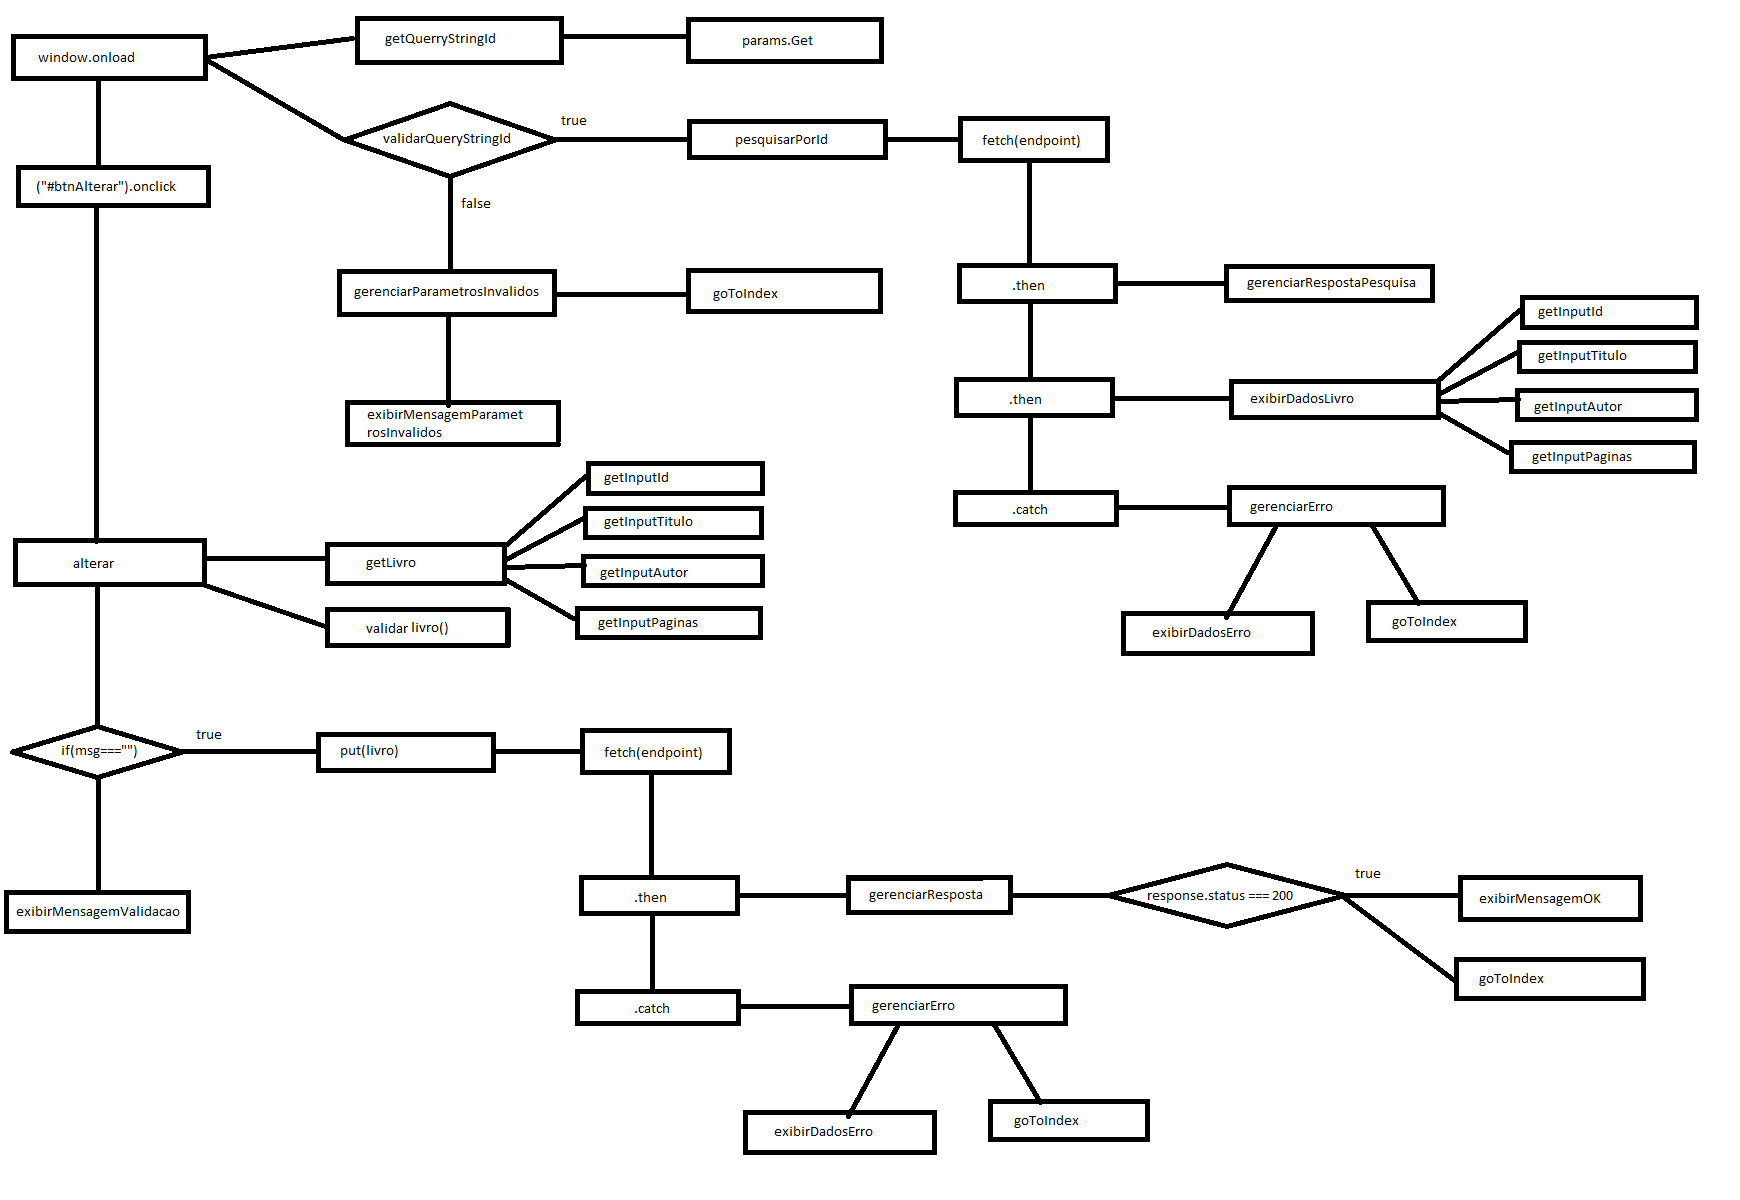 getQuerryStringId
params.Get
window.onload
true
validarQueryStringId
pesquisarPorId
fetch(endpoint)
("#btnAlterar").onclick
false
gerenciarParametrosInvalidos
goToIndex
.then
gerenciarRespostaPesquisa
getInputId
getInputTitulo
.then
exibirDadosLivro
getInputAutor
getInputPaginas
exibirMensagemParamet
rosInvalidos
.catch
gerenciarErro
exibirDadosErro
goToIndex
getInputId
getInputTitulo
alterar
getLivro
getInputAutor
getInputPaginas
validar livro()
true
if(msg==="")
put(livro)
fetch(endpoint)
exibirMensagemValidacao
.then
gerenciarResposta
response.status === 200
true
exibirMensagemOK
goToIndex
.catch
gerenciarErro
exibirDadosErro
goToIndex